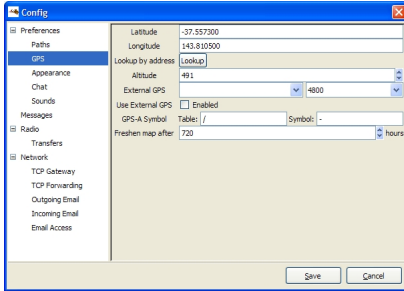 Config
Preferences
Paths
GPS
Appearance
Chat
Sounds
Messages
Radio
Transfers
Network
TCP Gateway
TCP Forwarding
Outgoing Email
Incoming Email
Email Access
Latitude -37.557300
Longitude 143.810500
Lookup by address Lookup
Altitude 491
External GPS 4800
Use External GPS Enabled
GPS-A Symbol Table: / Symbol: -
Freshen map after 720 hours
Save Cancel